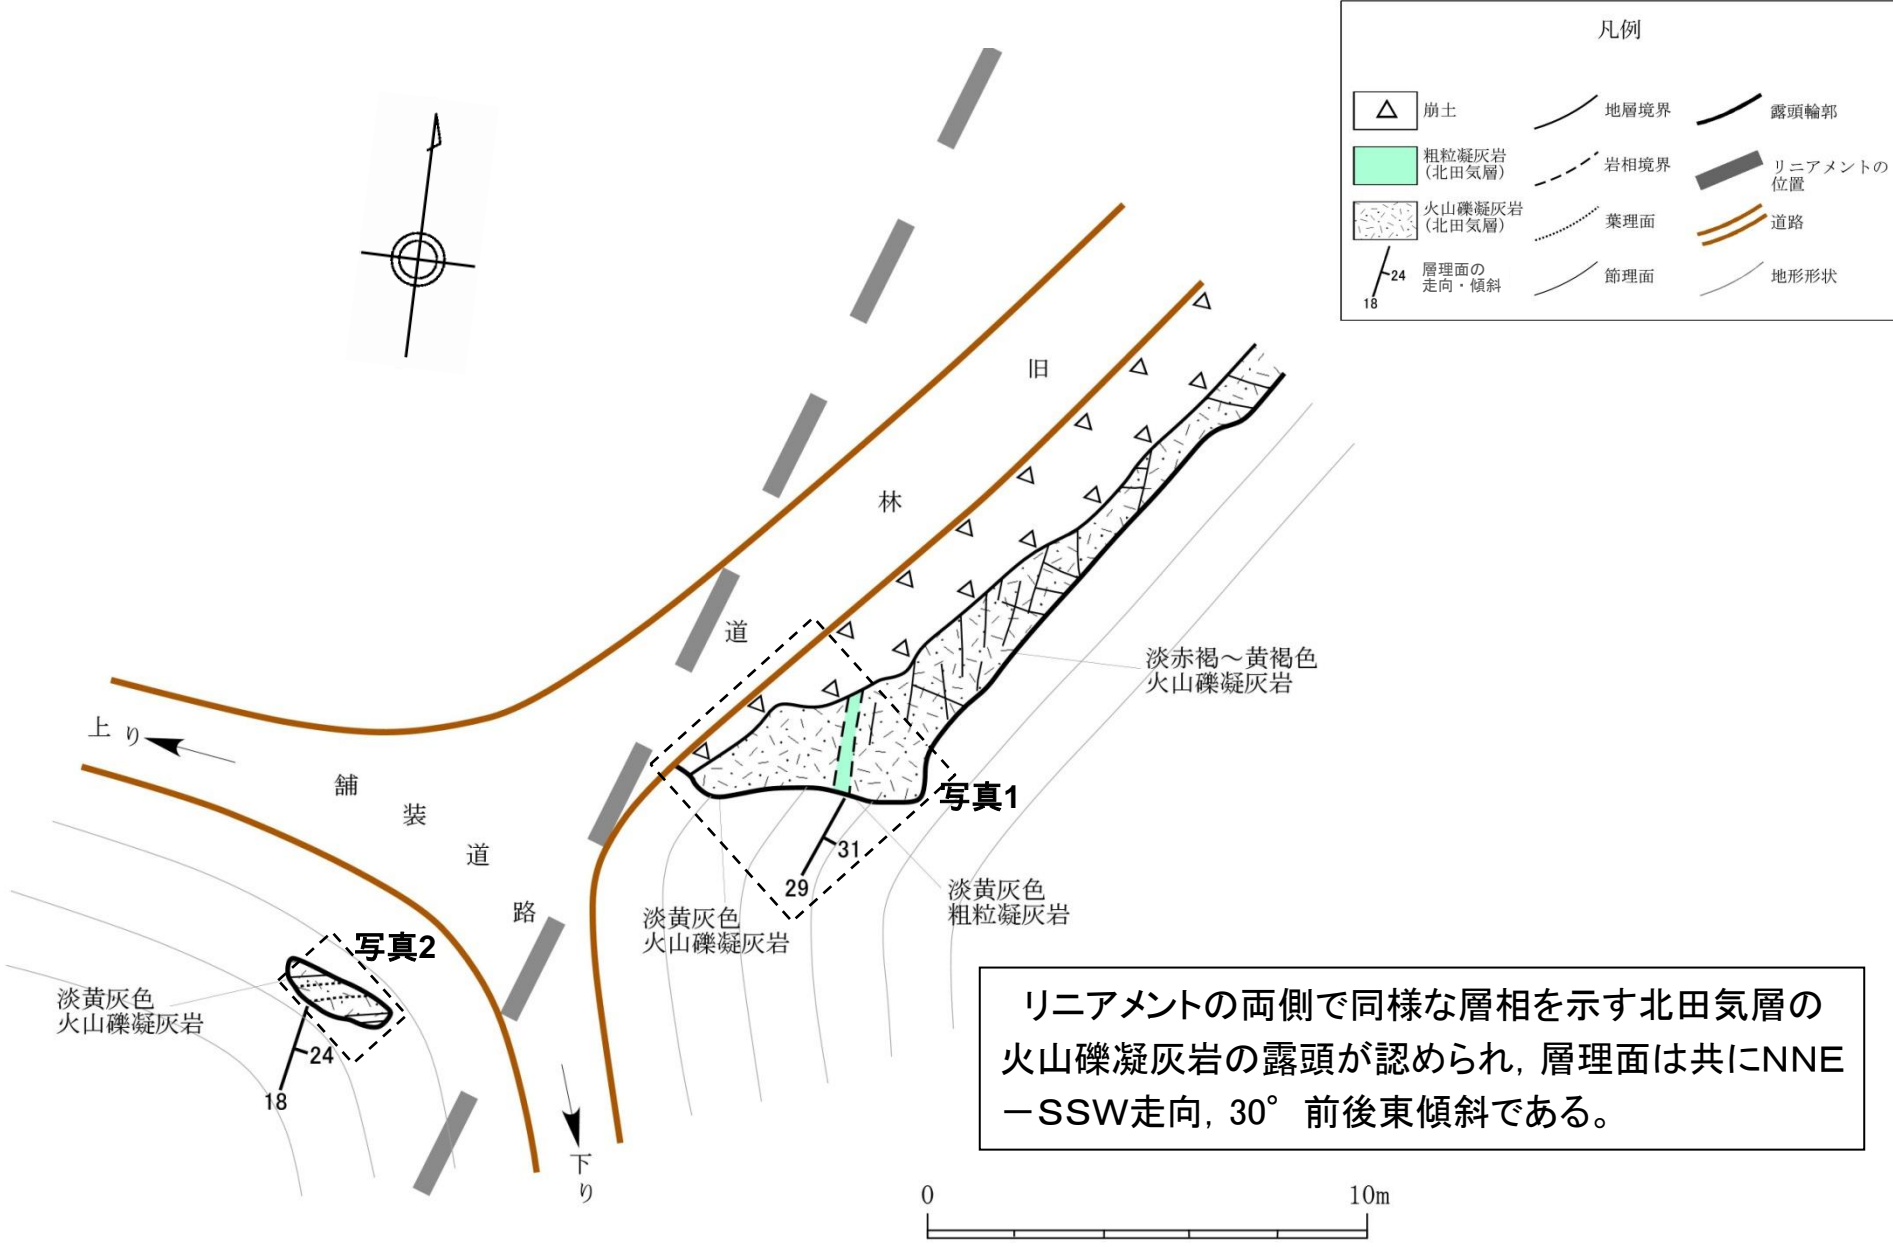 凡例
崩土
地層境界
露頭輪郭
粗粒凝灰岩
(北田気層)
岩相境界
リニアメントの
位置
火山礫凝灰岩
(北田気層)
葉理面
道路
24
18
層理面の
走向・傾斜
節理面
地形形状
旧
林
道
淡赤褐～黄褐色
火山礫凝灰岩
上り
舗
装
道
路
写真1
31
29
淡黄灰色
火山礫凝灰岩
淡黄灰色
粗粒凝灰岩
写真2
淡黄灰色
火山礫凝灰岩
24
18
下り
リニアメントの両側で同様な層相を示す北田気層の
火山礫凝灰岩の露頭が認められ，層理面は共にNNE
－SSW走向，30°前後東傾斜である。
0
10m